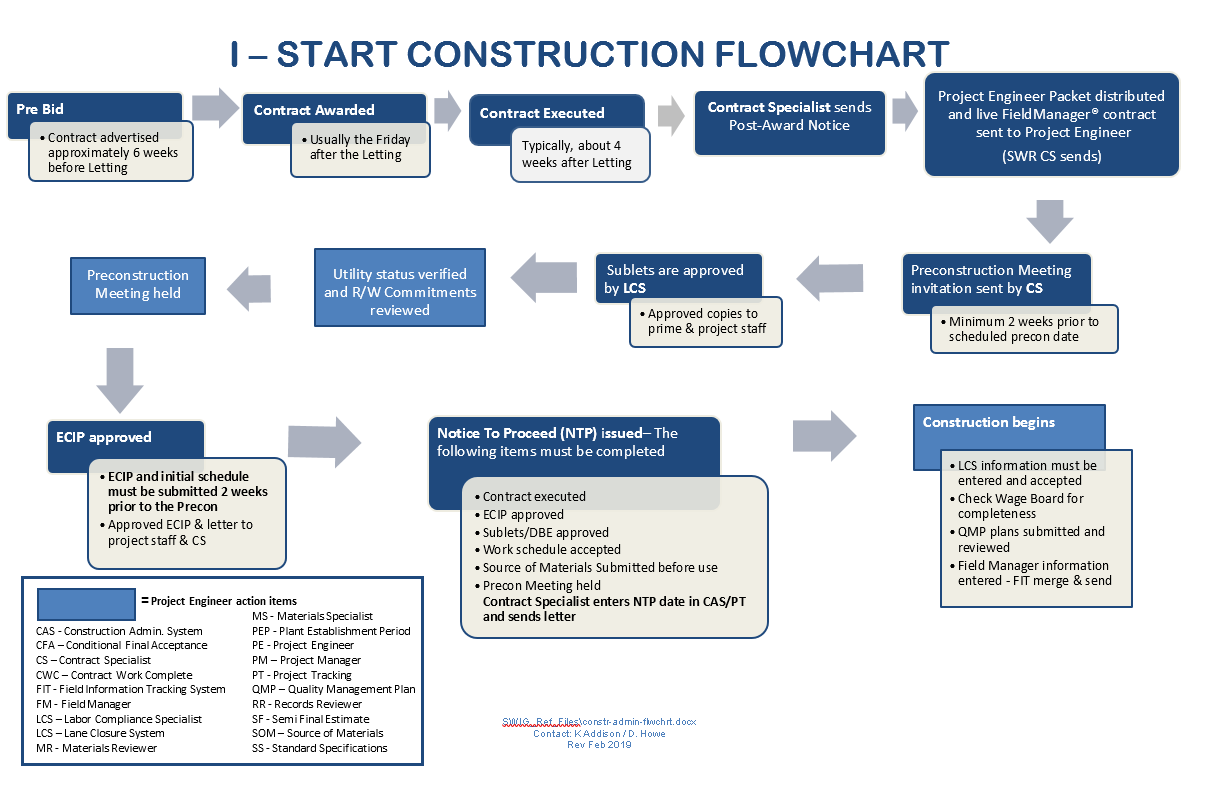 I – START CONSTRUCTION FLOWCHART
Pre Bid
• Contract advertised
approximately 6 weeks
before Letting
Contract Awarded
• Usually the Friday
after the Letting
Contract Executed
Typically, about 4
weeks after Letting
Contract Specialist sends
Post-Award Notice
Project Engineer Packet distributed
and live FieldManager® contract
sent to Project Engineer
(SWR CS sends)
Preconstruction Meeting
invitation sent by CS
• Minimum 2 weeks prior to
scheduled precon date
Sublets are approved
by LCS
• Approved copies to
prime & project staff
Utility status verified
and R/W Commitments
reviewed
Preconstruction
Meeting held
ECIP approved
• ECIP and initial schedule
must be submitted 2 weeks
prior to the Precon
• Approved ECIP & letter to
project staff & CS
Notice To Proceed (NTP) issued– The
following items must be completed
• Contract executed
• ECIP approved
• Sublets/DBE approved
• Work schedule accepted
• Source of Materials Submitted before use
• Precon Meeting held
Contract Specialist enters NTP date in CAS/PT
and sends letter
Construction begins
• LCS information must be
entered and accepted
• Check Wage Board for
completeness
• QMP plans submitted and
reviewed
• Field Manager information
entered - FIT merge & send
= Project Engineer action items
CAS - Construction Admin. System
CFA – Conditional Final Acceptance
CS – Contract Specialist
CWC – Contract Work Complete
FIT - Field Information Tracking System
FM - Field Manager
LCS – Labor Compliance Specialist
LCS – Lane Closure System
MR - Materials Reviewer
MS - Materials Specialist
PEP - Plant Establishment Period
PE - Project Engineer
PM – Project Manager
PT - Project Tracking
QMP – Quality Management Plan
RR - Records Reviewer
SF - Semi Final Estimate
SOM – Source of Materials
SS - Standard Specifications
SWIG_Ref_Files\constr-admin-flwchrt.docx
Contact: K Addison / D. Howe
Rev Feb 2019